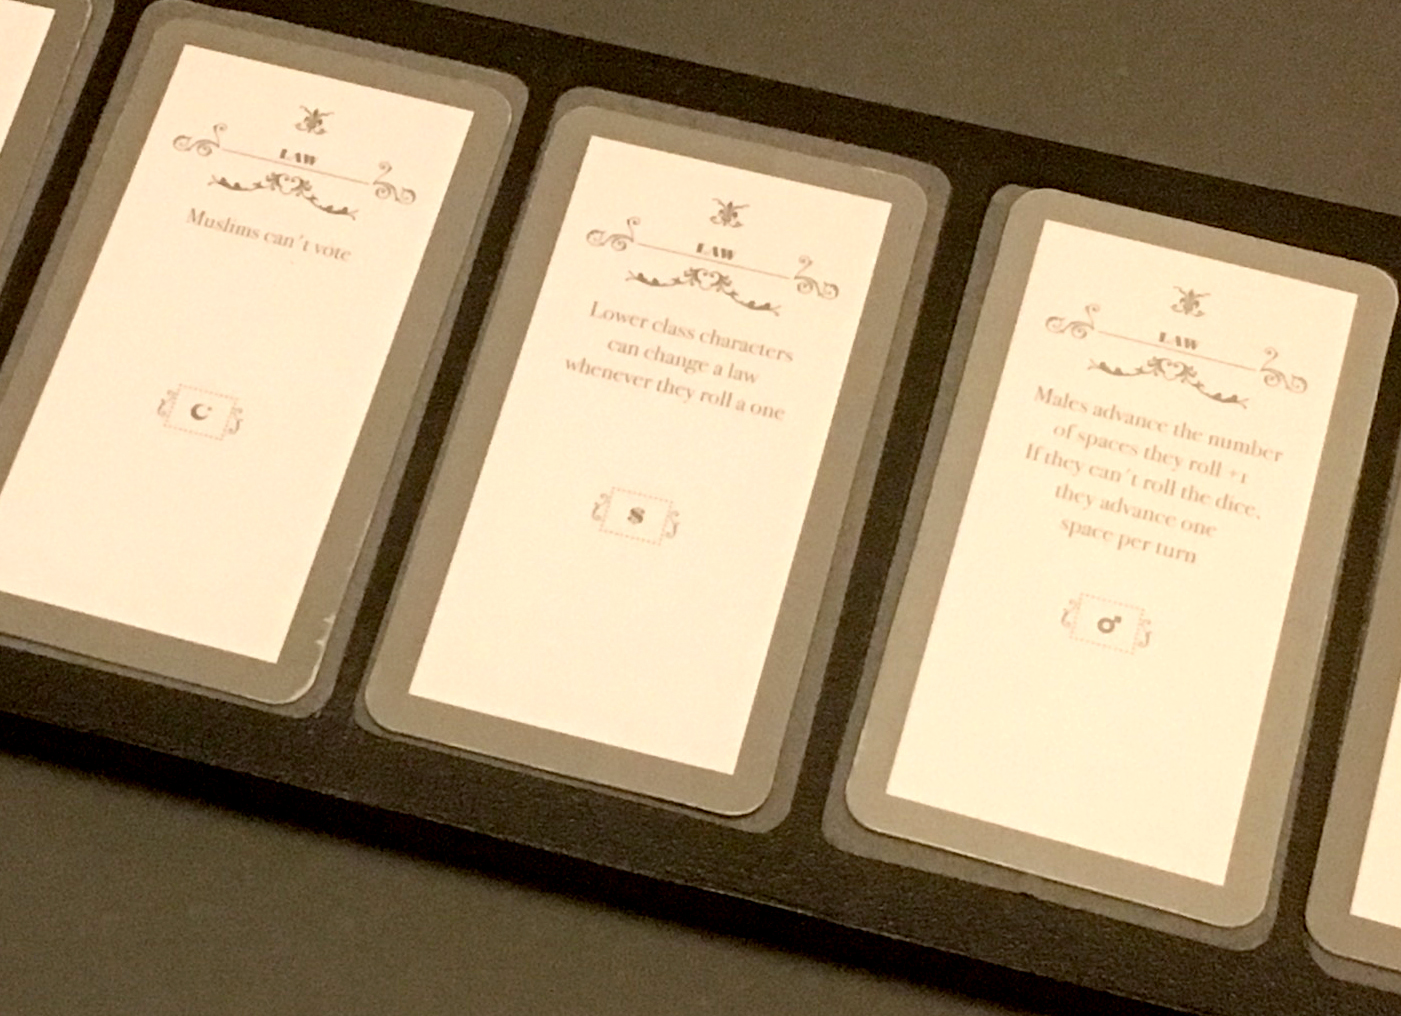 LAW
Muslims can't vote
LAW
Lower class characters
can change a law
whenever they roll a one
$
LAW
Males advance the number
of spaces they roll +1
If they can't roll the dice,
they advance one
space per turn